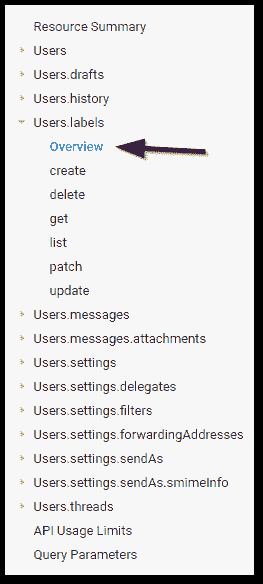 Resource Summary
Users
Users.drafts
Users.history
Users.labels
Overview
create
delete
get
list
patch
update
Users.messages
Users.messages.attachments
Users.settings
Users.settings.delegates
Users.settings.filters
Users.settings.forwardingAddresses
Users.settings.sendAs
Users.settings.sendAs.smimeInfo
Users.threads
API Usage Limits
Query Parameters